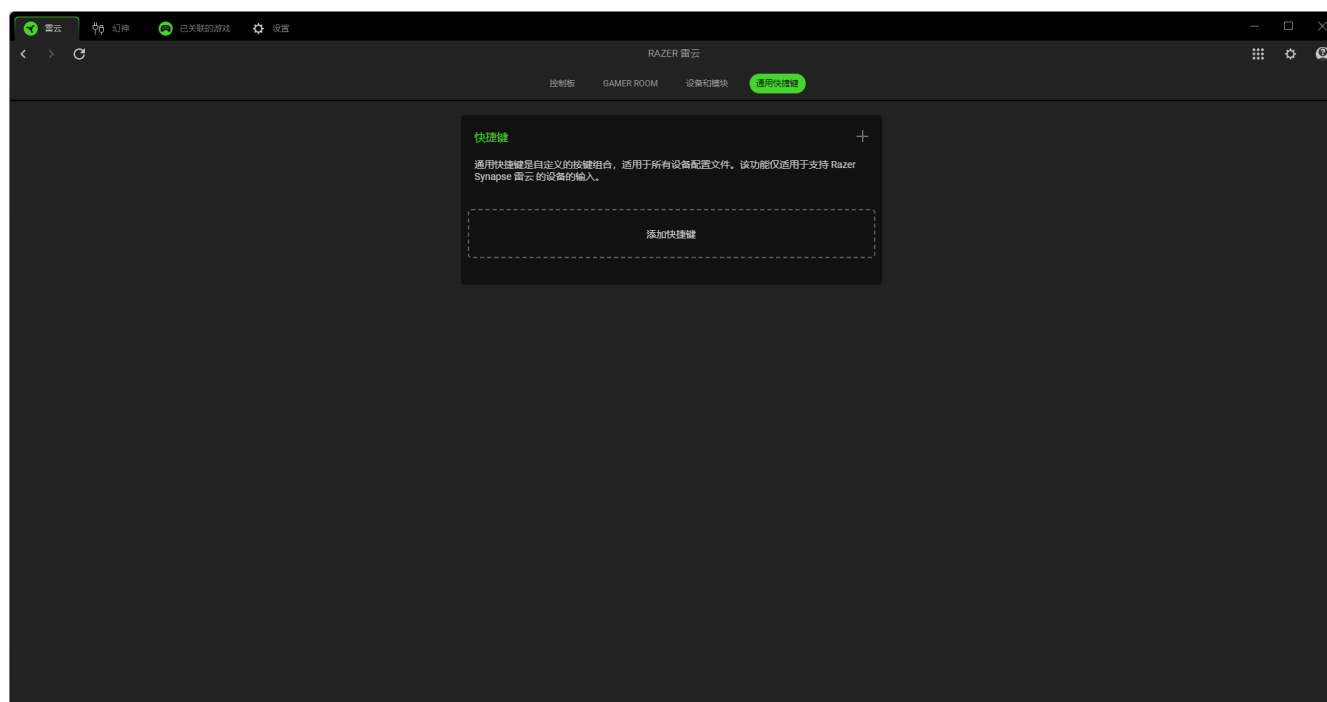 雷云 幻神 已关联的游戏 设置
RAZER 雷云
控制板 GAMER ROOM 设备和模块 通用快捷键
快捷键
通用快捷键是自定义的按键组合，适用于所有设备配置文件。该功能仅适用于支持 Razer
Synapse 雷云 的设备的输入。
添加快捷键